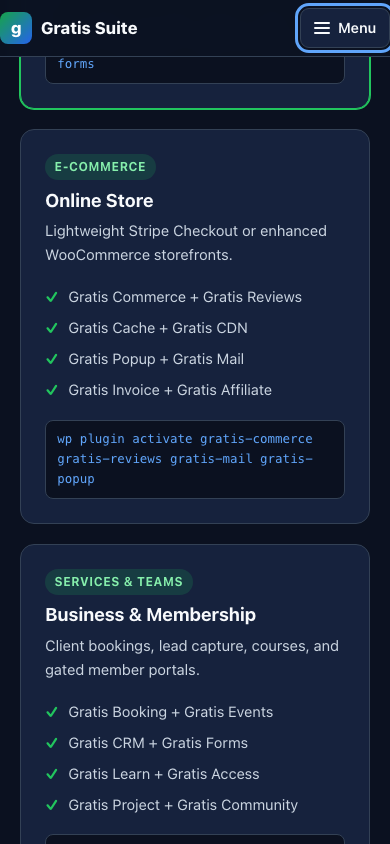 g
Gratis Suite
Menu
forms
E-COMMERCE
Online Store
Lightweight Stripe Checkout or enhanced
WooCommerce storefronts.
Gratis Commerce + Gratis Reviews
Gratis Cache + Gratis CDN
Gratis Popup + Gratis Mail
Gratis Invoice + Gratis Affiliate
wp plugin activate gratis-commerce
gratis-reviews gratis-mail gratis-
popup
SERVICES & TEAMS
Business & Membership
Client bookings, lead capture, courses, and
gated member portals.
Gratis Booking + Gratis Events
Gratis CRM + Gratis Forms
Gratis Learn + Gratis Access
Gratis Project + Gratis Community